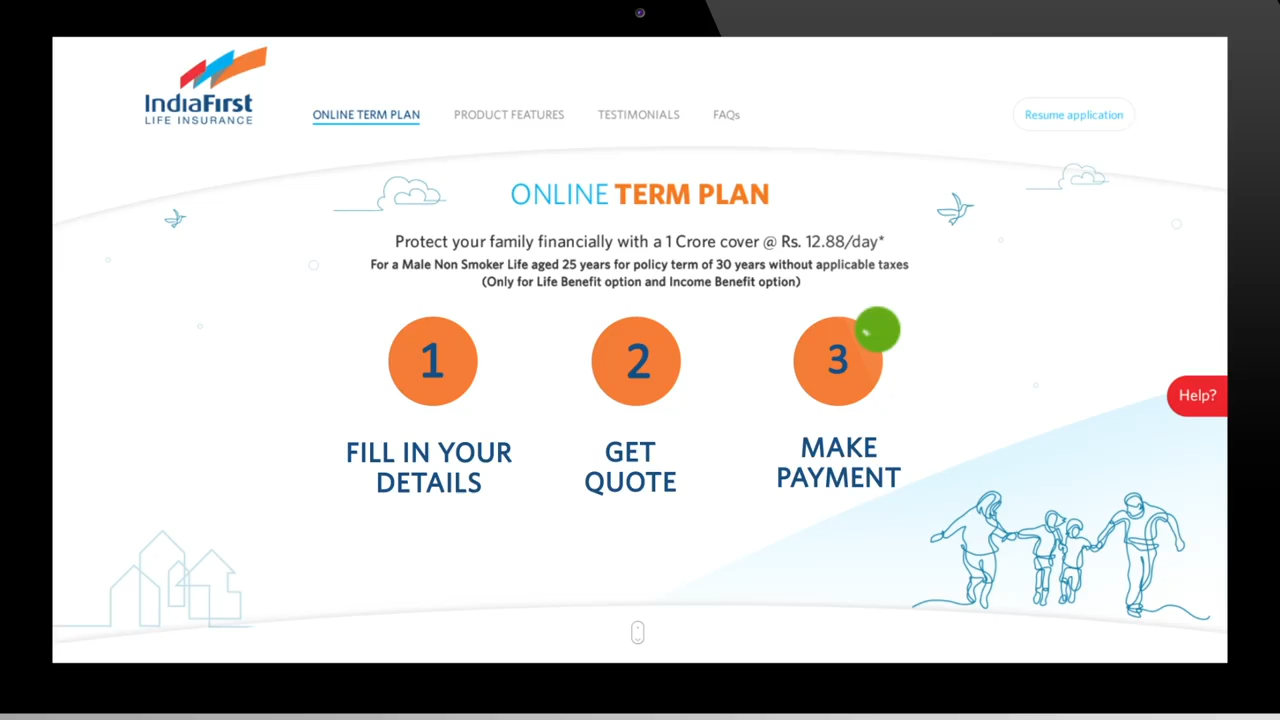 IndiaFirst
LIFE INSURANCE
ONLINE TERM PLAN
PRODUCT FEATURES
TESTIMONIALS
FAQs
Resume application
ONLINE TERM PLAN
Protect your family financially with a 1 Crore cover @ Rs. 12.88/day*
For a Male Non Smoker Life aged 25 years for policy term of 30 years without applicable taxes
(Only for Life Benefit option and Income Benefit option)
1
2
3
Help?
FILL IN YOUR
DETAILS
GET
QUOTE
MAKE
PAYMENT